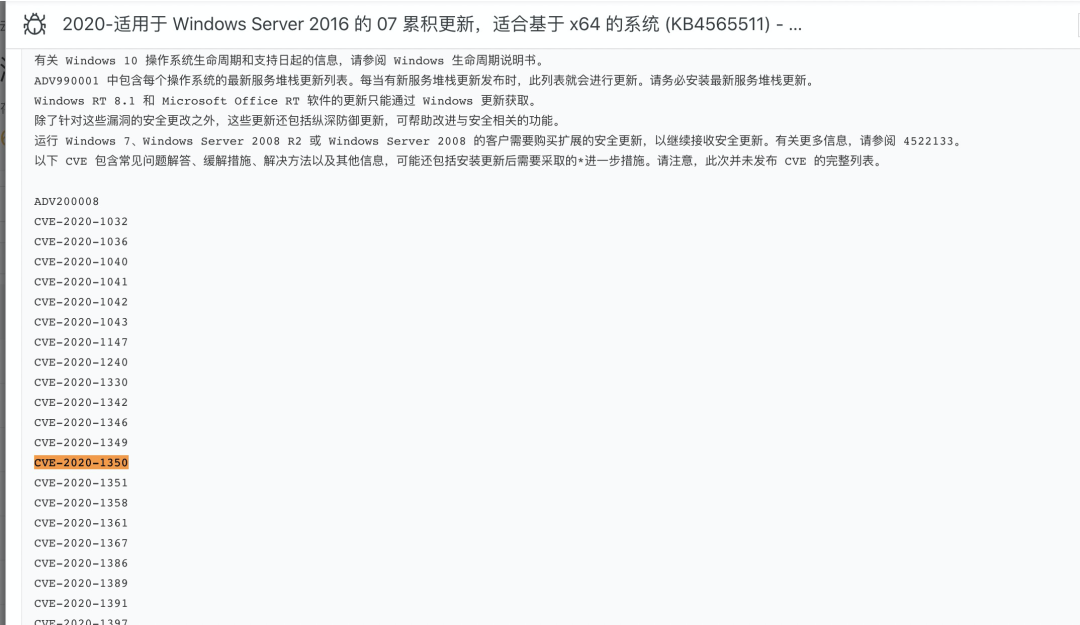 2020-适用于 Windows Server 2016 的 07 累积更新，适合基于 x64 的系统 (KB4565511) - ...
有关 Windows 10 操作系统生命周期和支持日起的信息，请参阅 Windows 生命周期说明书。
ADV990001 中包含每个操作系统的最新服务堆栈更新列表。每当有新服务堆栈更新发布时，此列表就会进行更新。请务必安装最新服务堆栈更新。
Windows RT 8.1 和 Microsoft Office RT 软件的更新只能通过 Windows 更新获取。
除了针对这些漏洞的安全更改之外，这些更新还包括纵深防御更新，可帮助改进与安全相关的功能。
运行 Windows 7、Windows Server 2008 R2 或 Windows Server 2008 的客户需要购买扩展的安全更新，以继续接收安全更新。有关更多信息，请参阅 4522133。
以下 CVE 包含常见问题解答、缓解措施、解决方法以及其他信息，可能还包括安装更新后需要采取的*进一步措施。请注意，此次并未发布 CVE 的完整列表。
ADV200008
CVE-2020-1032
CVE-2020-1036
CVE-2020-1040
CVE-2020-1041
CVE-2020-1042
CVE-2020-1043
CVE-2020-1147
CVE-2020-1240
CVE-2020-1330
CVE-2020-1342
CVE-2020-1346
CVE-2020-1349
CVE-2020-1350
CVE-2020-1351
CVE-2020-1358
CVE-2020-1361
CVE-2020-1367
CVE-2020-1386
CVE-2020-1389
CVE-2020-1391
CVE-2020-1397